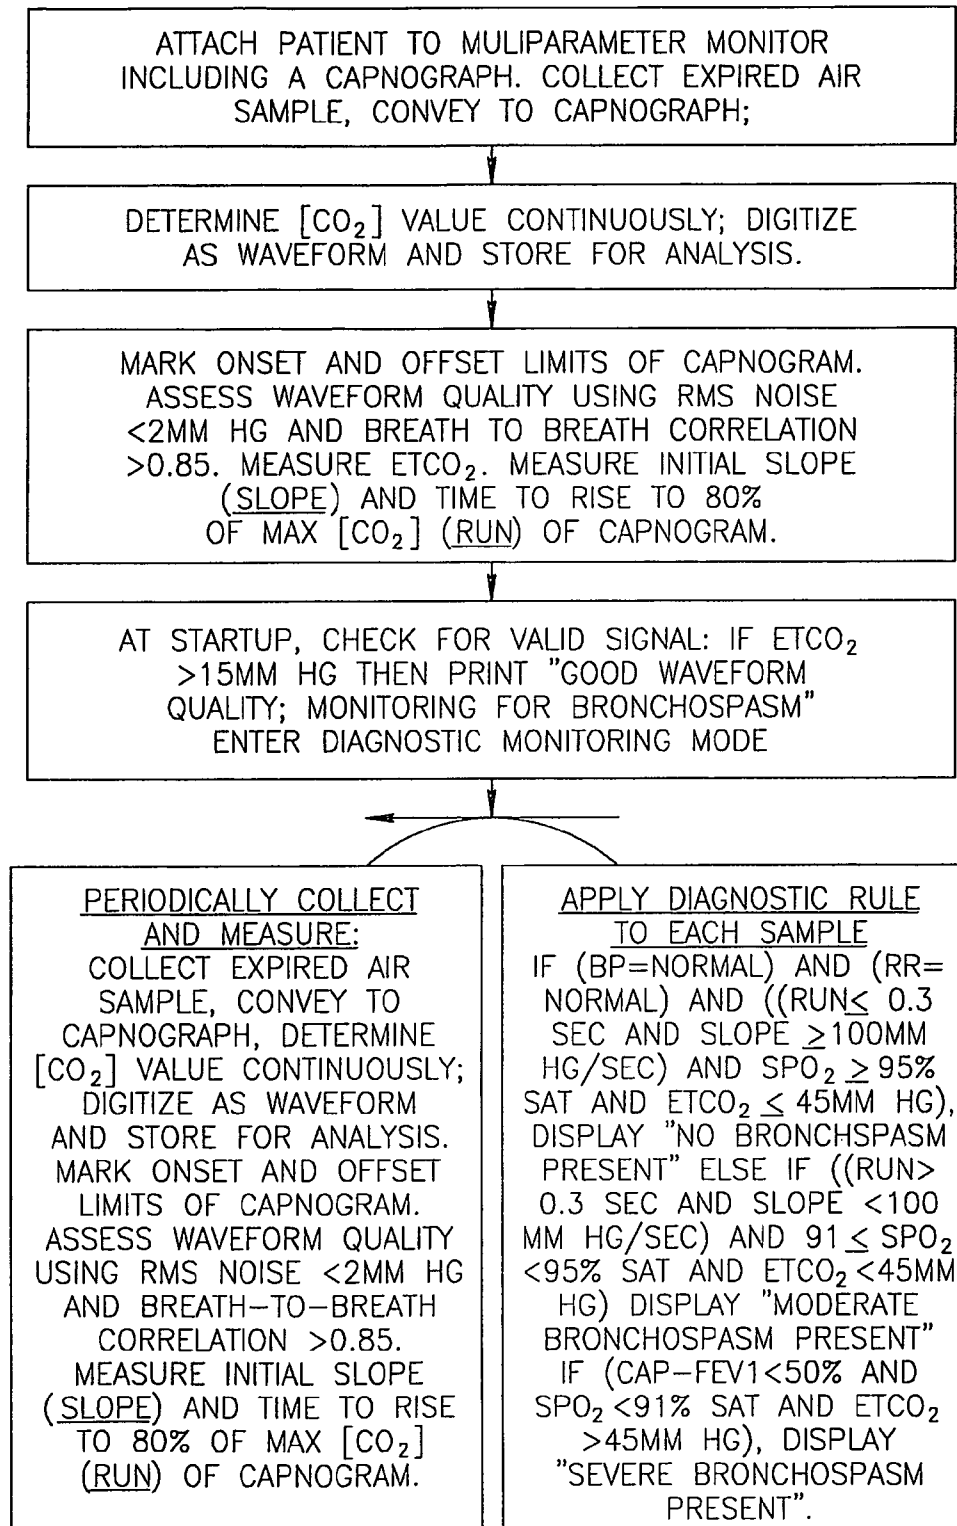 ATTACH PATIENT TO MULIPARAMETER MONITOR
INCLUDING A CAPNOGRAPH. COLLECT EXPIRED AIR
SAMPLE, CONVEY TO CAPNOGRAPH;
DETERMINE [CO₂] VALUE CONTINUOUSLY; DIGITIZE
AS WAVEFORM AND STORE FOR ANALYSIS.
MARK ONSET AND OFFSET LIMITS OF CAPNOGRAM.
ASSESS WAVEFORM QUALITY USING RMS NOISE
<2MM HG AND BREATH TO BREATH CORRELATION
>0.85. MEASURE ETCO₂. MEASURE INITIAL SLOPE
(SLOPE) AND TIME TO RISE TO 80%
OF MAX [CO₂] (RUN) OF CAPNOGRAM.
AT STARTUP, CHECK FOR VALID SIGNAL: IF ETCO₂
>15MM HG THEN PRINT "GOOD WAVEFORM
QUALITY; MONITORING FOR BRONCHOSPASM"
ENTER DIAGNOSTIC MONITORING MODE
PERIODICALLY COLLECT
AND MEASURE:
COLLECT EXPIRED AIR
SAMPLE, CONVEY TO
CAPNOGRAPH, DETERMINE
[CO₂] VALUE CONTINUOUSLY;
DIGITIZE AS WAVEFORM
AND STORE FOR ANALYSIS.
MARK ONSET AND OFFSET
LIMITS OF CAPNOGRAM.
ASSESS WAVEFORM QUALITY
USING RMS NOISE <2MM HG
AND BREATH-TO-BREATH
CORRELATION >0.85.
MEASURE INITIAL SLOPE
(SLOPE) AND TIME TO RISE
TO 80% OF MAX [CO₂]
(RUN) OF CAPNOGRAM.
APPLY DIAGNOSTIC RULE
TO EACH SAMPLE
IF (BP=NORMAL) AND (RR=
NORMAL) AND ((RUN≤ 0.3
SEC AND SLOPE ≥100MM
HG/SEC) AND SPO₂ ≥ 95%
SAT AND ETCO₂ ≤ 45MM HG),
DISPLAY "NO BRONCHSPASM
PRESENT" ELSE IF ((RUN>
0.3 SEC AND SLOPE <100
MM HG/SEC) AND 91 ≤ SPO₂
<95% SAT AND ETCO₂<45MM
HG) DISPLAY "MODERATE
BRONCHOSPASM PRESENT"
IF (CAP-FEV1<50% AND
SPO₂<91% SAT AND ETCO₂
>45MM HG), DISPLAY
"SEVERE BRONCHOSPASM
PRESENT".